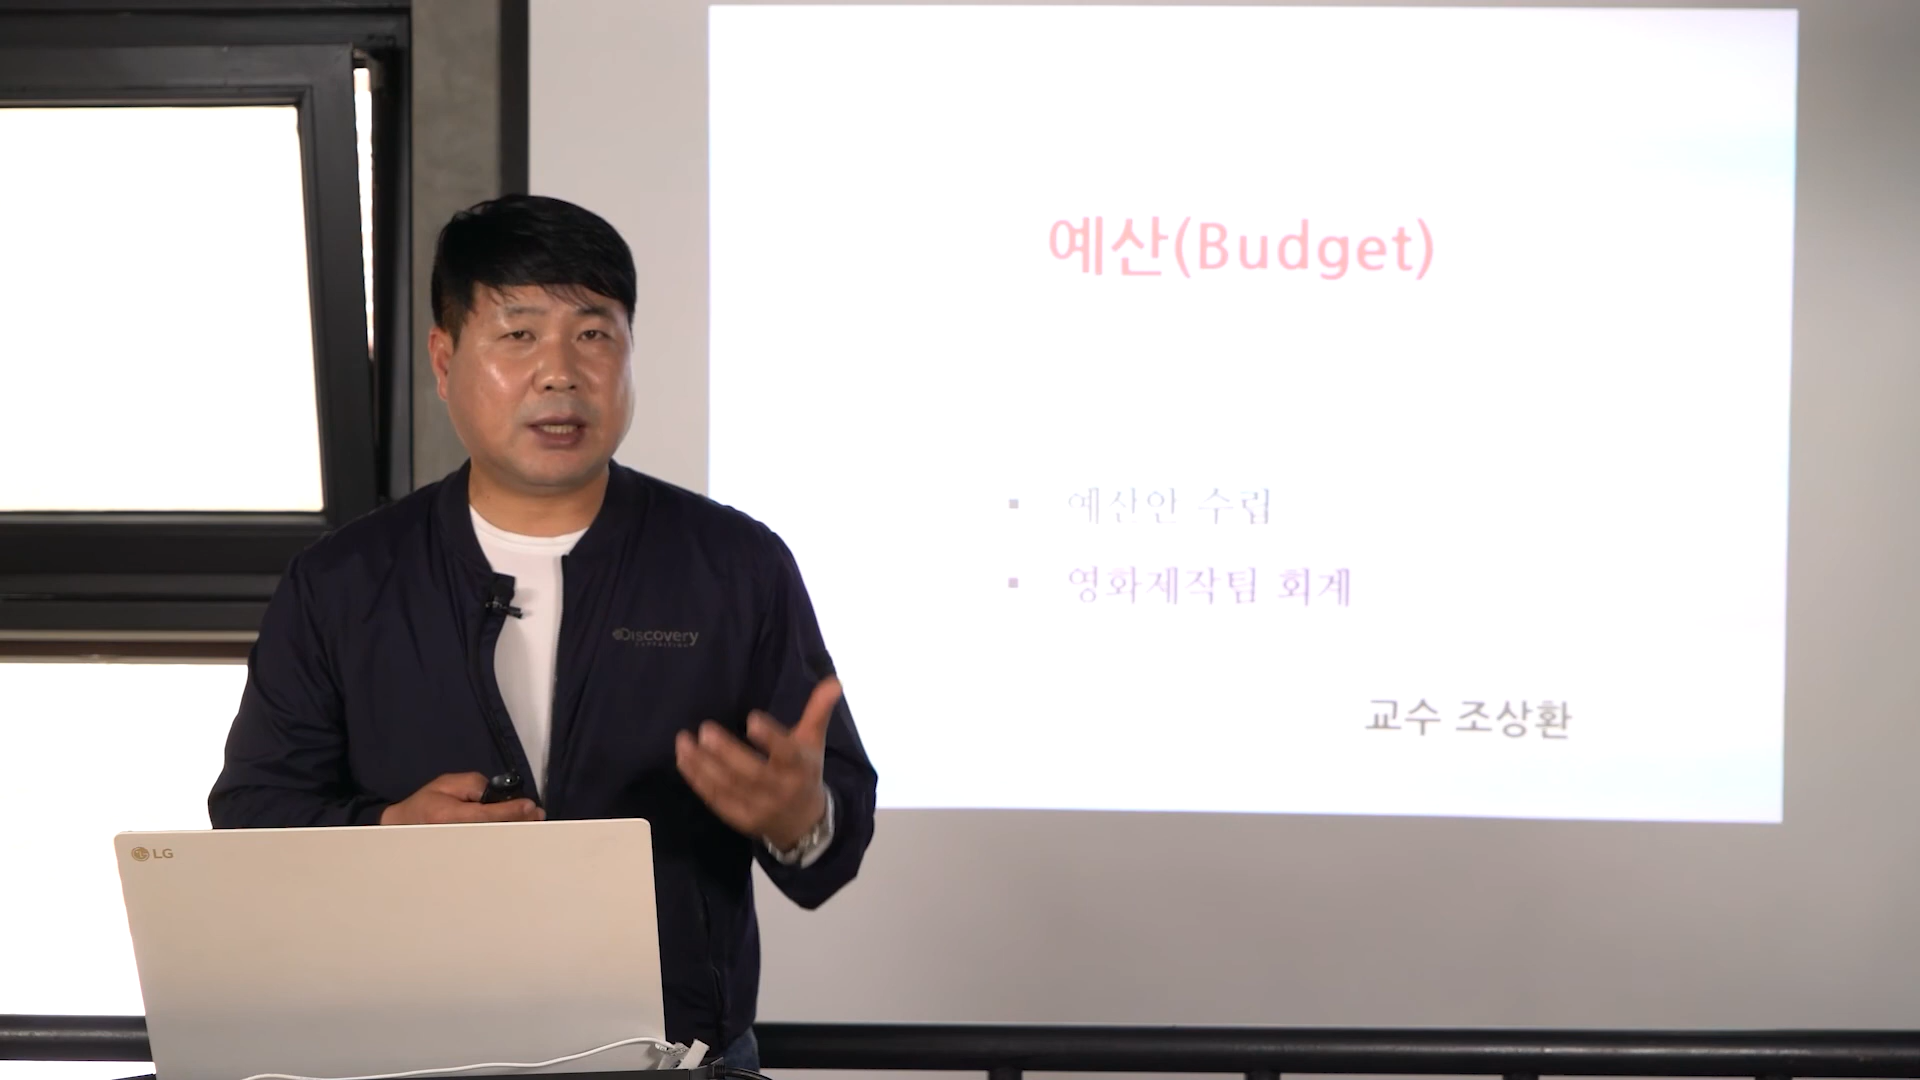 예산(Budget)
▪ 예산안 수립
▪ 영화제작팀 회계
교수 조상환
Discovery
EXPEDITION
LG